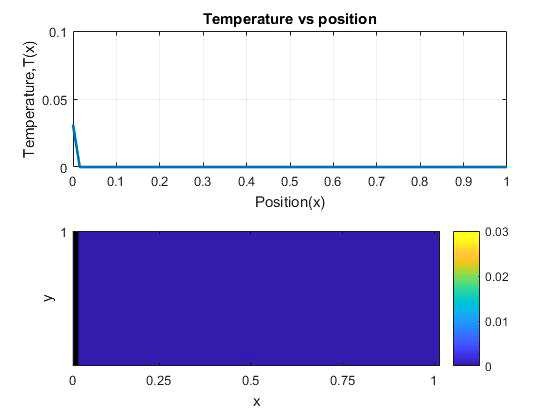 Temperature vs position
0.1
0.05
0
Temperature,T(x)
0 0.1 0.2 0.3 0.4 0.5 0.6 0.7 0.8 0.9 1
Position(x)
1
y
0 0.25 0.5 0.75 1
x
0.03
0.02
0.01
0